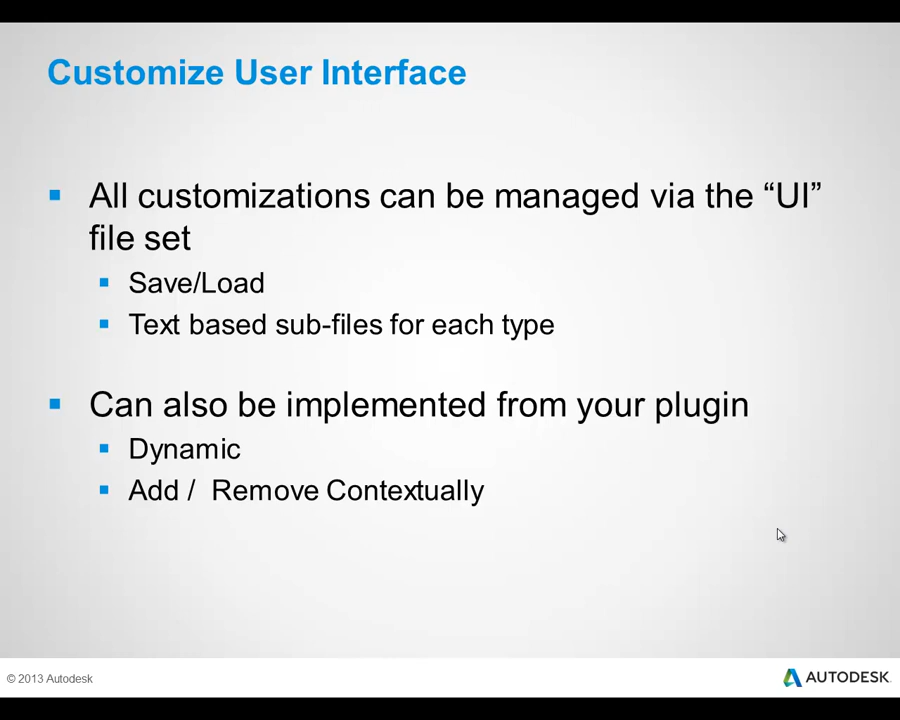 Customize User Interface
All customizations can be managed via the “UI”
file set
Save/Load
Text based sub-files for each type
Can also be implemented from your plugin
Dynamic
Add /  Remove Contextually
© 2013 Autodesk
AUTODESK.